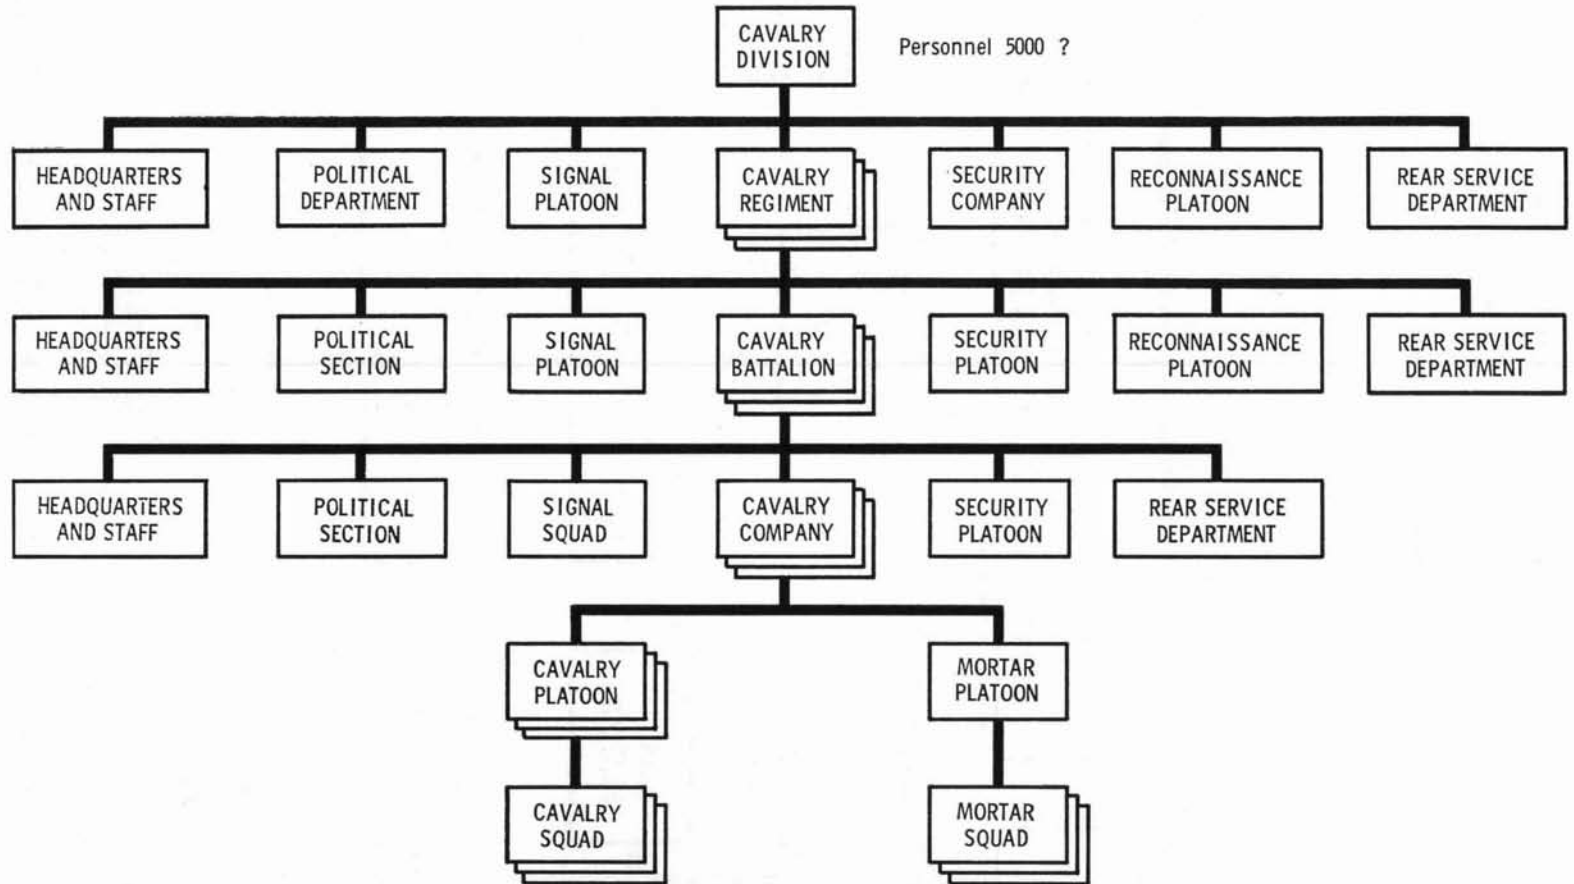 CAVALRY
DIVISION
Personnel 5000 ?
HEADQUARTERS
AND STAFF
POLITICAL
DEPARTMENT
SIGNAL
PLATOON
CAVALRY
REGIMENT
SECURITY
COMPANY
RECONNAISSANCE
PLATOON
REAR SERVICE
DEPARTMENT
HEADQUARTERS
AND STAFF
POLITICAL
SECTION
SIGNAL
PLATOON
CAVALRY
BATTALION
SECURITY
PLATOON
RECONNAISSANCE
PLATOON
REAR SERVICE
DEPARTMENT
HEADQUARTERS
AND STAFF
POLITICAL
SECTION
SIGNAL
SQUAD
CAVALRY
COMPANY
SECURITY
PLATOON
REAR SERVICE
DEPARTMENT
CAVALRY
PLATOON
MORTAR
PLATOON
CAVALRY
SQUAD
MORTAR
SQUAD